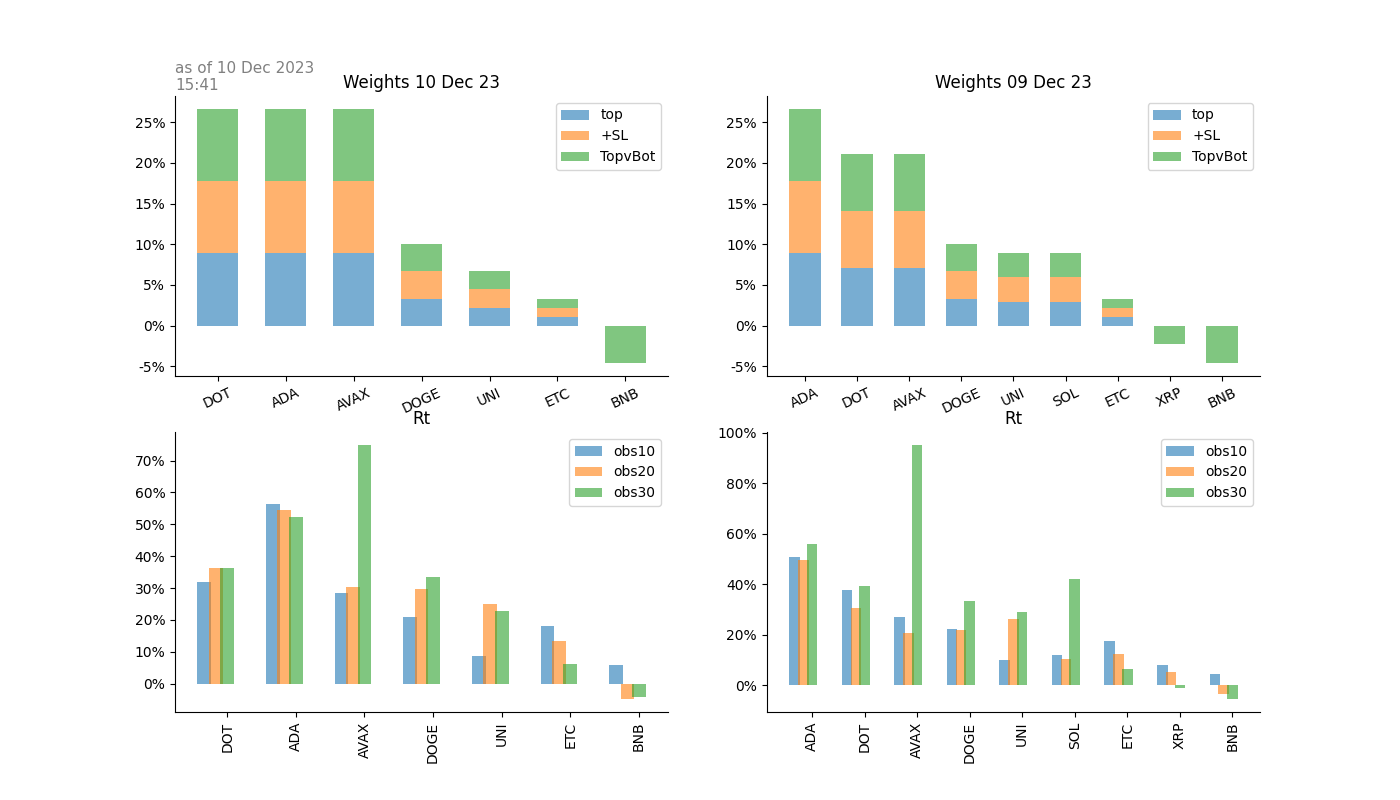 as of 10 Dec 2023
15:41
Weights 10 Dec 23
25%
20%
15%
10%
5%
0%
-5%
top
+SL
TopvBot
DOT ADA AVAX DOGE UNI ETC BNB
Weights 09 Dec 23
25%
20%
15%
10%
5%
0%
-5%
top
+SL
TopvBot
ADA DOT AVAX DOGE UNI SOL ETC XRP BNB
Rt
70%
60%
50%
40%
30%
20%
10%
0%
obs10
obs20
obs30
DOT ADA AVAX DOGE UNI ETC BNB
Rt
100%
80%
60%
40%
20%
0%
obs10
obs20
obs30
ADA DOT AVAX DOGE UNI SOL ETC XRP BNB